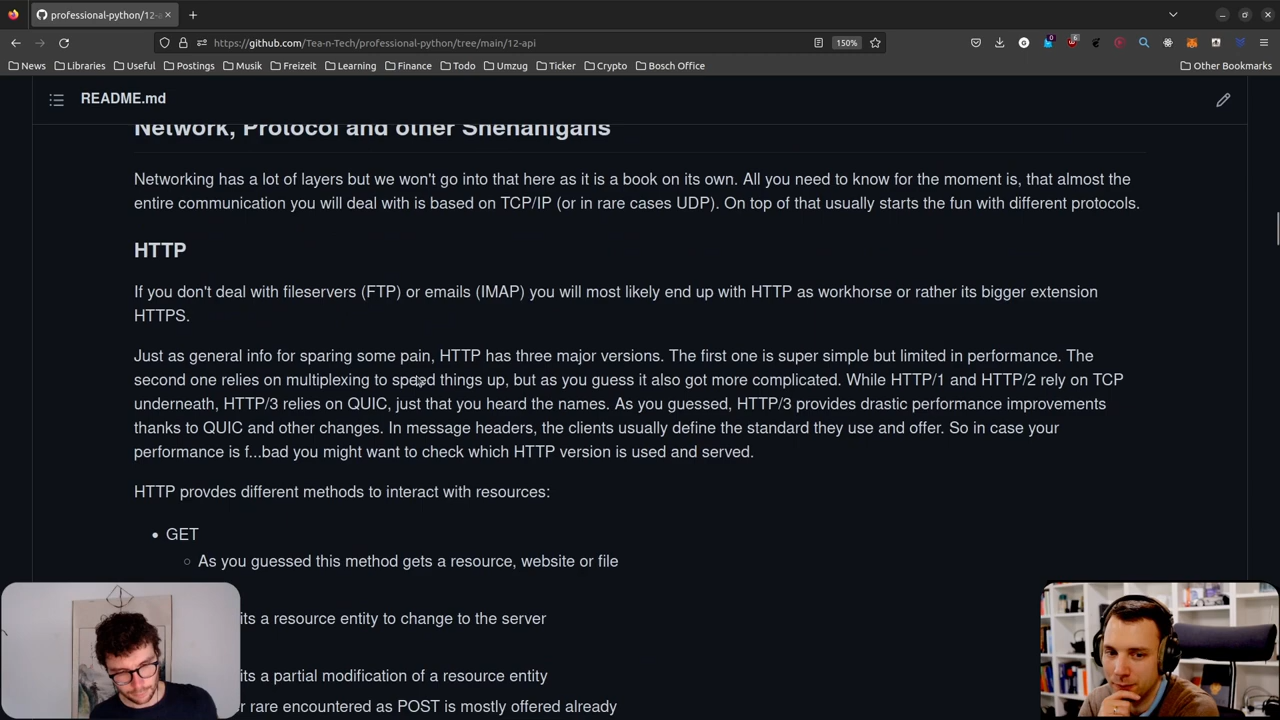 professional-python/12-a
https://github.com/Tea-n-Tech/professional-python/tree/main/12-api
150%
News Libraries Useful Postings Musik Freizeit Learning Finance Todo Umzug Ticker Crypto Bosch Office Other Bookmarks
README.md
Network, Protocol and other Shenanigans
Networking has a lot of layers but we won't go into that here as it is a book on its own. All you need to know for the moment is, that almost the
entire communication you will deal with is based on TCP/IP (or in rare cases UDP). On top of that usually starts the fun with different protocols.
HTTP
If you don't deal with fileservers (FTP) or emails (IMAP) you will most likely end up with HTTP as workhorse or rather its bigger extension
HTTPS.
Just as general info for sparing some pain, HTTP has three major versions. The first one is super simple but limited in performance. The
second one relies on multiplexing to speed things up, but as you guess it also got more complicated. While HTTP/1 and HTTP/2 rely on TCP
underneath, HTTP/3 relies on QUIC, just that you heard the names. As you guessed, HTTP/3 provides drastic performance improvements
thanks to QUIC and other changes. In message headers, the clients usually define the standard they use and offer. So in case your
performance is f...bad you might want to check which HTTP version is used and served.
HTTP provdes different methods to interact with resources:
GET
As you guessed this method gets a resource, website or file
its a resource entity to change to the server
its a partial modification of a resource entity
r rare encountered as POST is mostly offered already